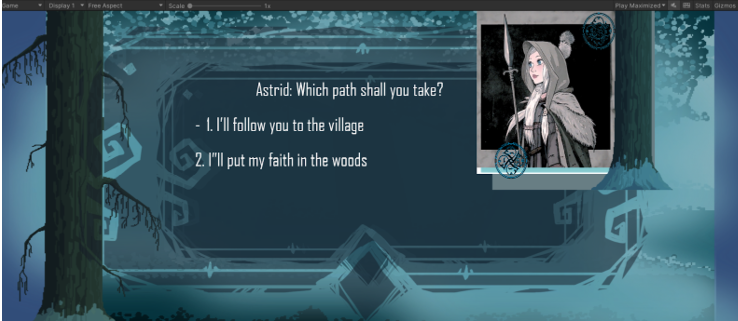 Game Display 1 Free Aspect Scale 1x Play Maximized Stats Gizmos
Astrid: Which path shall you take?
- 1. I'll follow you to the village
2. I"ll put my faith in the woods